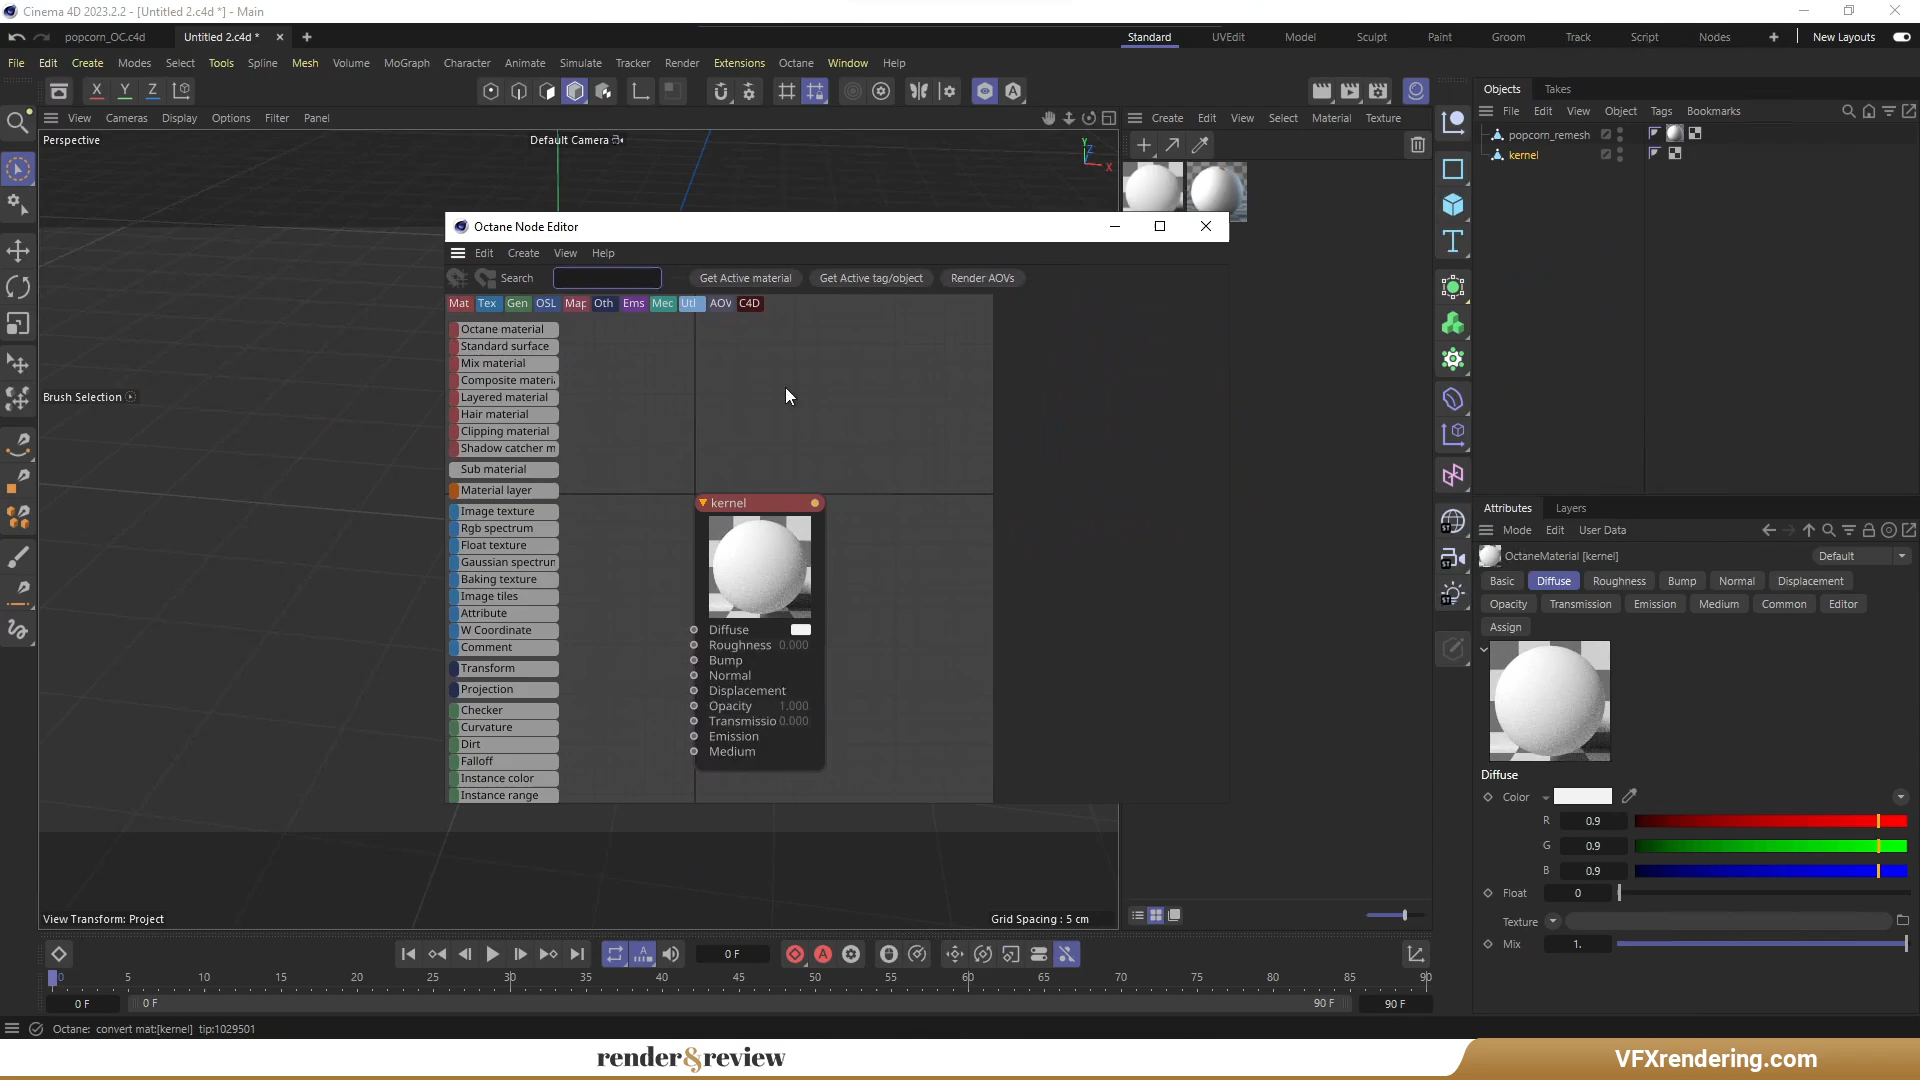 Cinema 4D 2023.2.2 - [Untitled 2.c4d *] - Main
popcorn_OC.c4d
Untitled 2.c4d *
Standard
UVEdit
Model
Sculpt
Paint
Groom
Track
Script
Nodes
New Layouts
File Edit Create Modes Select Tools Spline Mesh Volume MoGraph Character Animate Simulate Tracker Render Extensions Octane Window Help
X Y Z
Objects Takes
View Cameras Display Options Filter Panel
Create Edit View Select Material Texture
File Edit View Object Tags Bookmarks
Perspective
Default Camera
popcorn_remesh
kernel
Y
Z
X
Octane Node Editor
Edit Create View Help
Search
Get Active material
Get Active tag/object
Render AOVs
Mat Tex Gen OSL Map Oth Ems Mec Utl AOV C4D
Octane material
Standard surface
Mix material
Composite materi
Layered material
Hair material
Clipping material
Shadow catcher m
Sub material
Material layer
Image texture
Rgb spectrum
Float texture
Gaussian spectrun
Baking texture
Image tiles
Attribute
W Coordinate
Comment
Transform
Projection
Checker
Curvature
Dirt
Falloff
Instance color
Instance range
Brush Selection
kernel
Diffuse
Roughness 0.000
Bump
Normal
Displacement
Opacity 1.000
Transmissio 0.000
Emission
Medium
Attributes Layers
Mode Edit User Data
OctaneMaterial [kernel]
Default
Basic Diffuse Roughness Bump Normal Displacement
Opacity Transmission Emission Medium Common Editor
Assign
Diffuse
Color
R 0.9
G 0.9
B 0.9
Float 0
Texture
Mix 1.
View Transform: Project
Grid Spacing : 5 cm
0 F
0 5 10 15 20 25 30 35 40 45 50 55 60 65 70 75 80 85 90
0 F
0 F
90 F
90 F
Octane: convert mat:[kernel] tip:1029501
render&review
VFXrendering.com